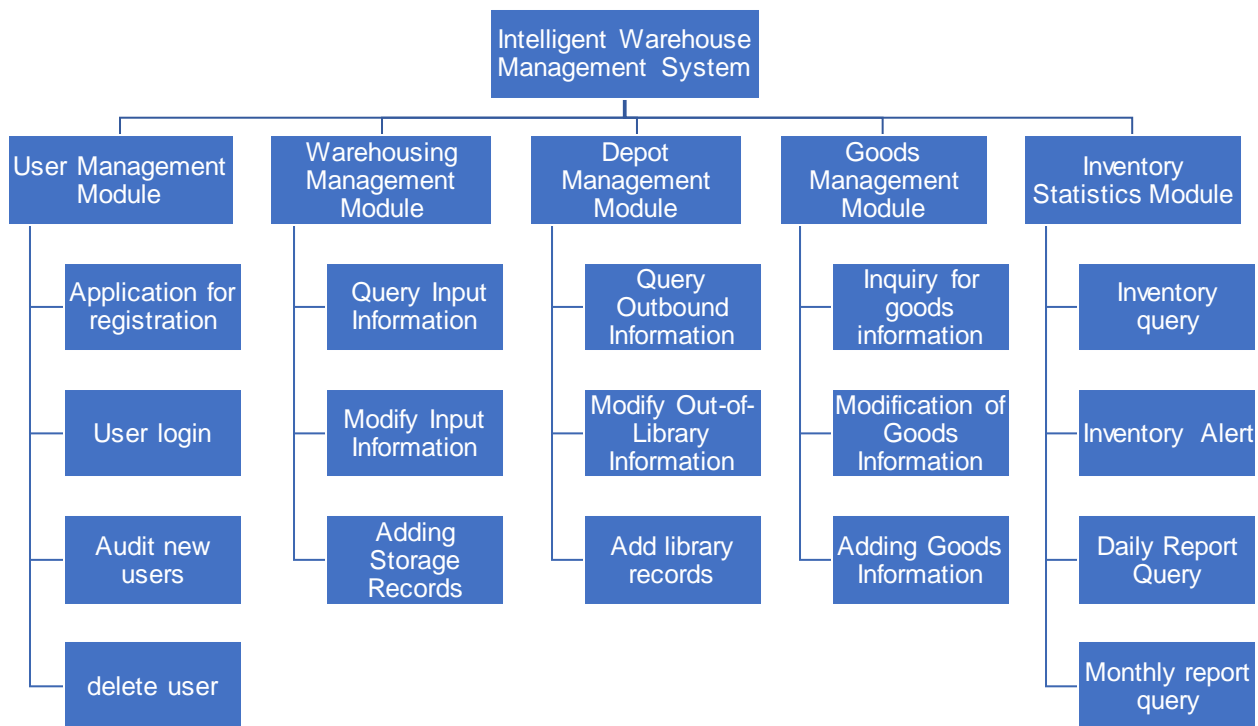 Intelligent Warehouse
Management System
User Management
Module
Warehousing
Management
Module
Depot
Management
Module
Goods
Management
Module
Inventory
Statistics Module
Application for
registration
User login
Audit new
users
delete user
Query Input
Information
Modify Input
Information
Adding
Storage
Records
Query
Outbound
Information
Modify Out-of-
Library
Information
Add library
records
Inquiry for
goods
information
Modification of
Goods
Information
Adding Goods
Information
Inventory
query
Inventory Alert
Daily Report
Query
Monthly report
query